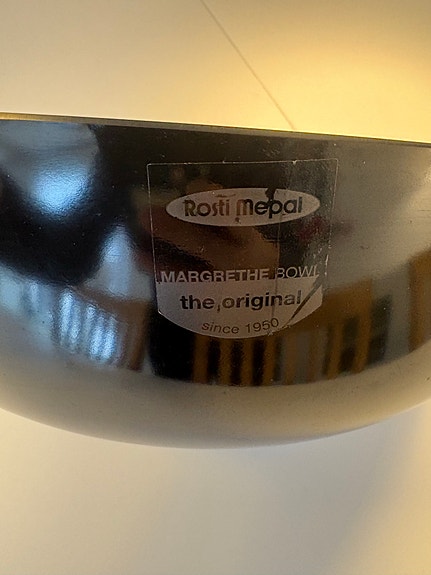 Rosti Mepal
MARGRETHE BOWL
the original
since 1950